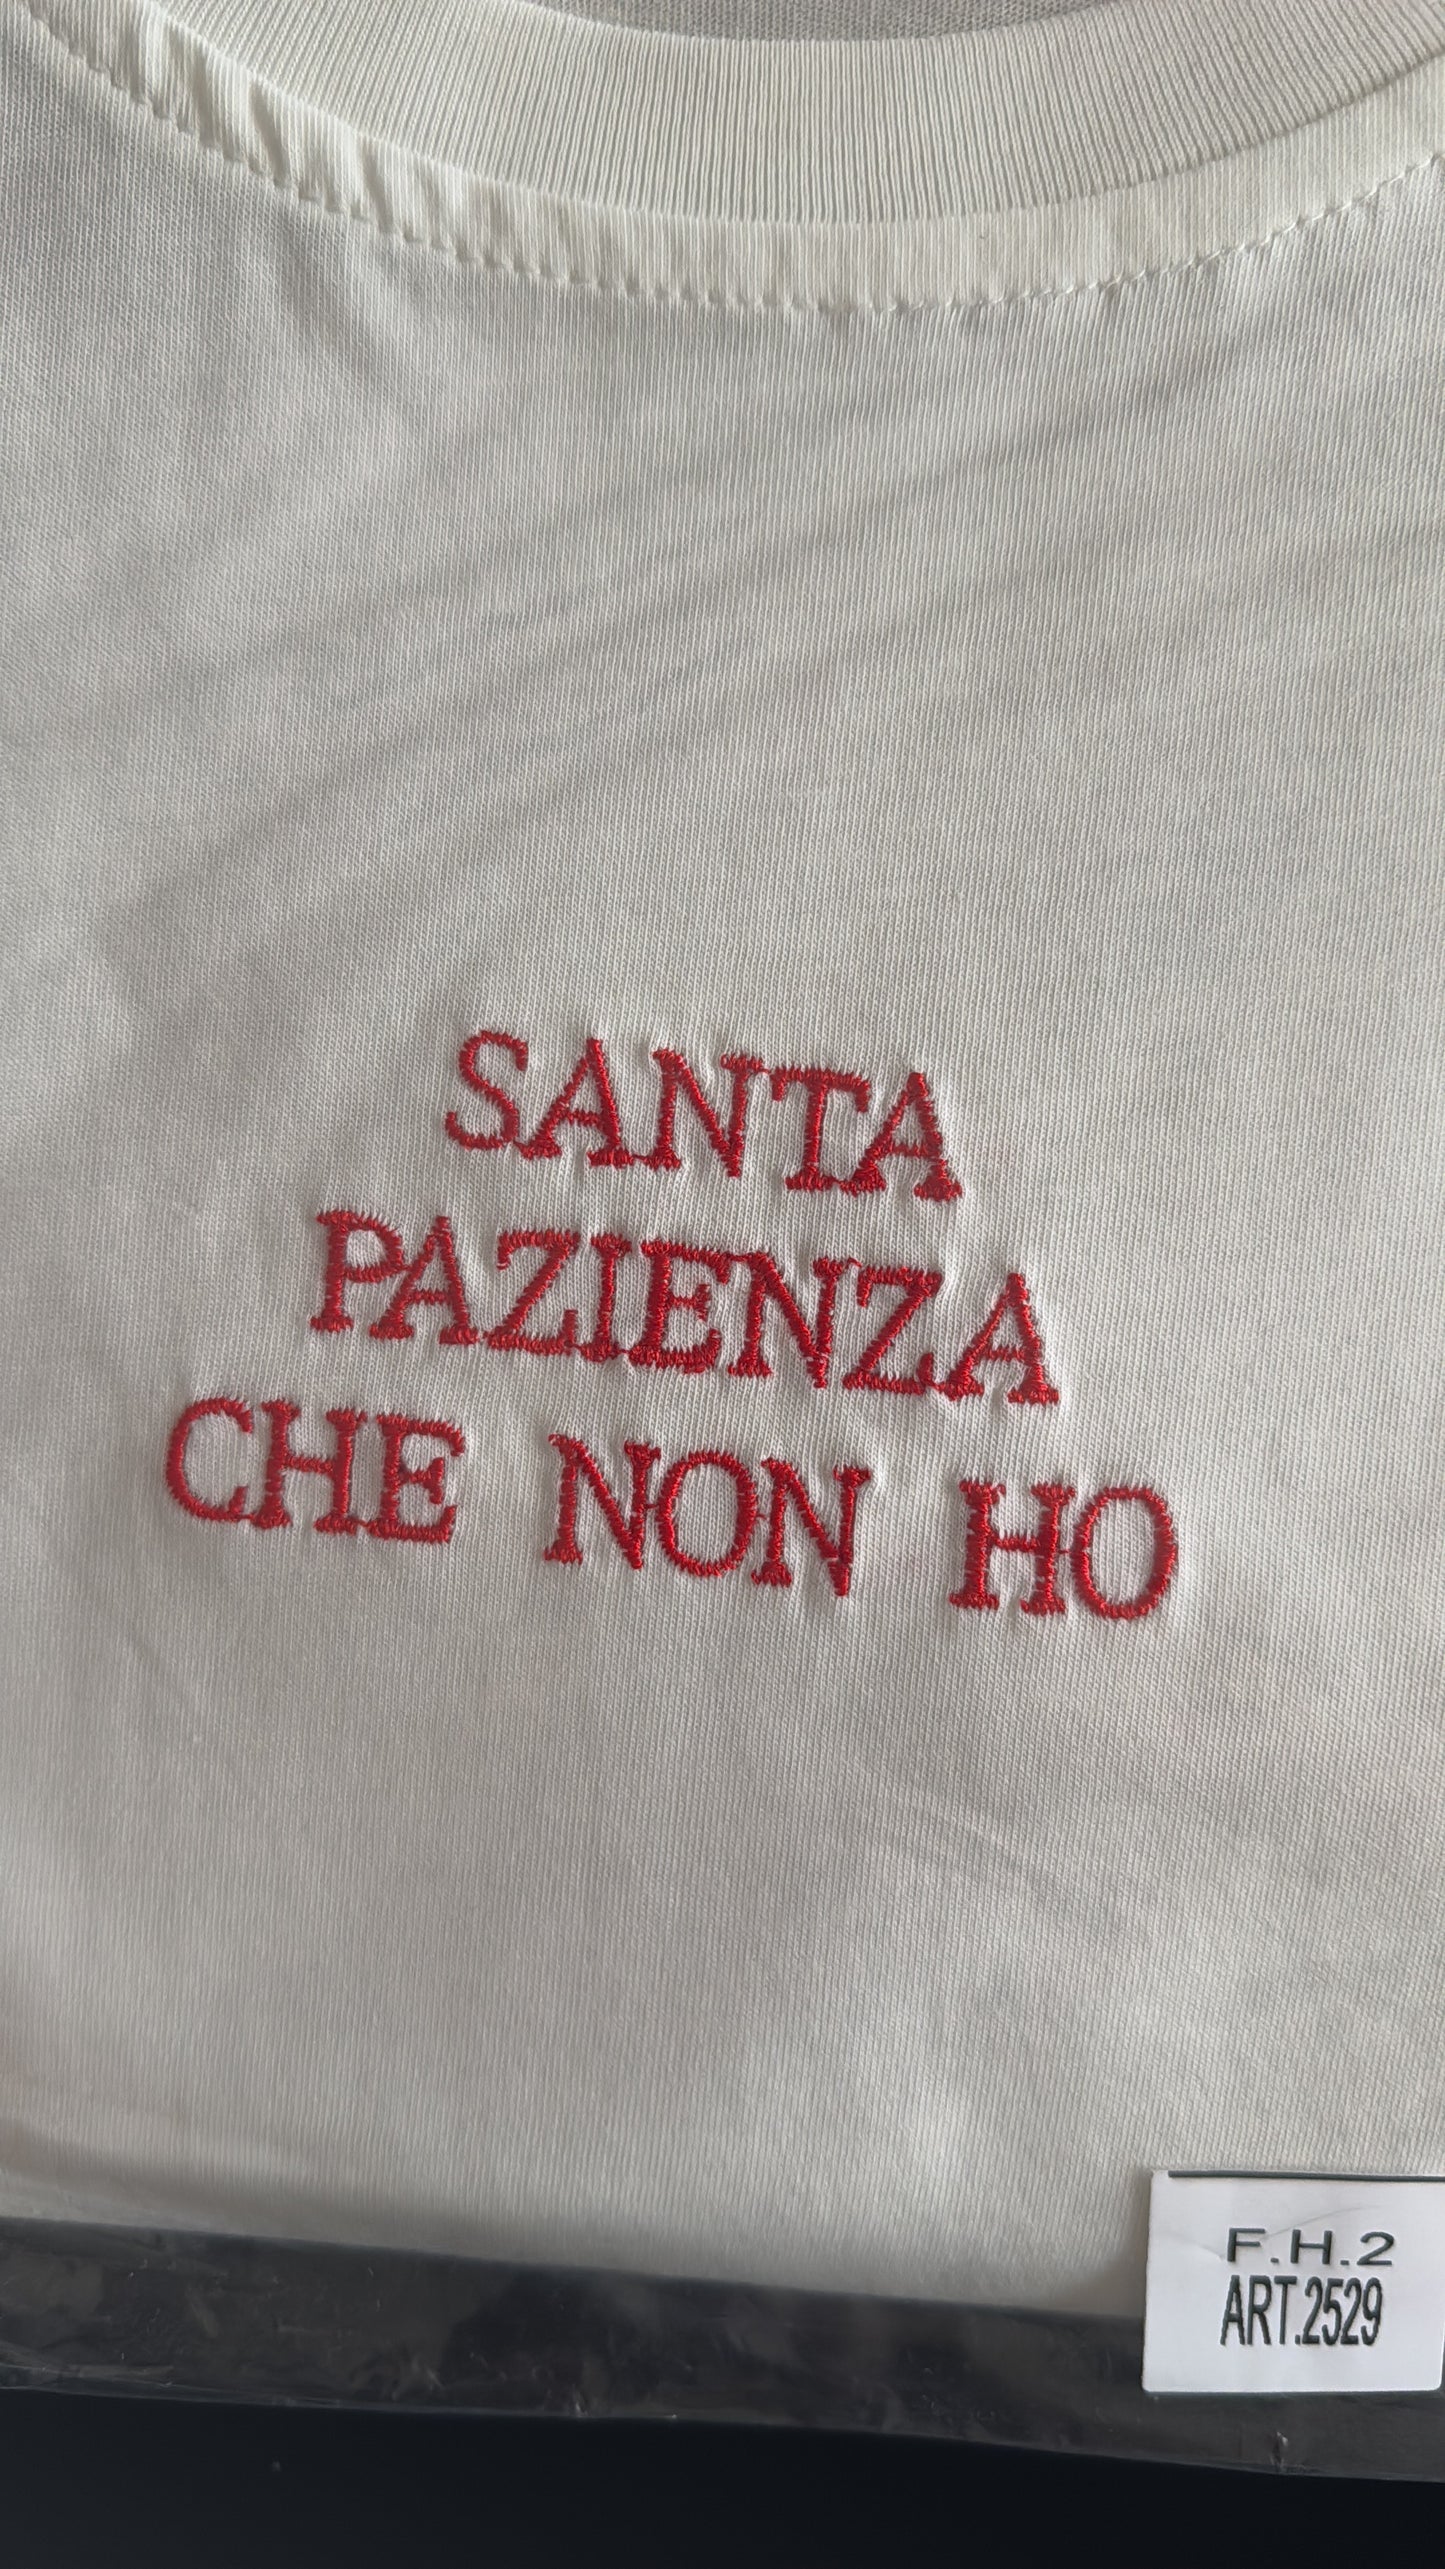 SANTA
PAZIENZA
CHE NON HO
F.H.2
ART.2529